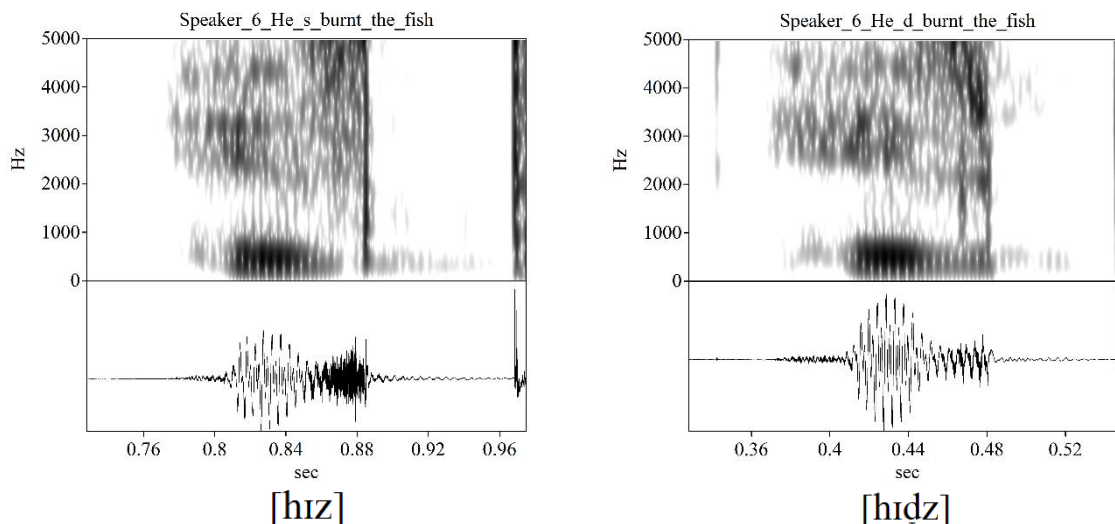 Speaker_6_He_s_burnt_the_fish
5000
4000
3000
2000
1000
0
Hz
0.76 0.8 0.84 0.88 0.92 0.96
sec
[hɪz]
Speaker_6_He_d_burnt_the_fish
5000
4000
3000
2000
1000
0
Hz
0.36 0.4 0.44 0.48 0.52
sec
[hɪd̞z]